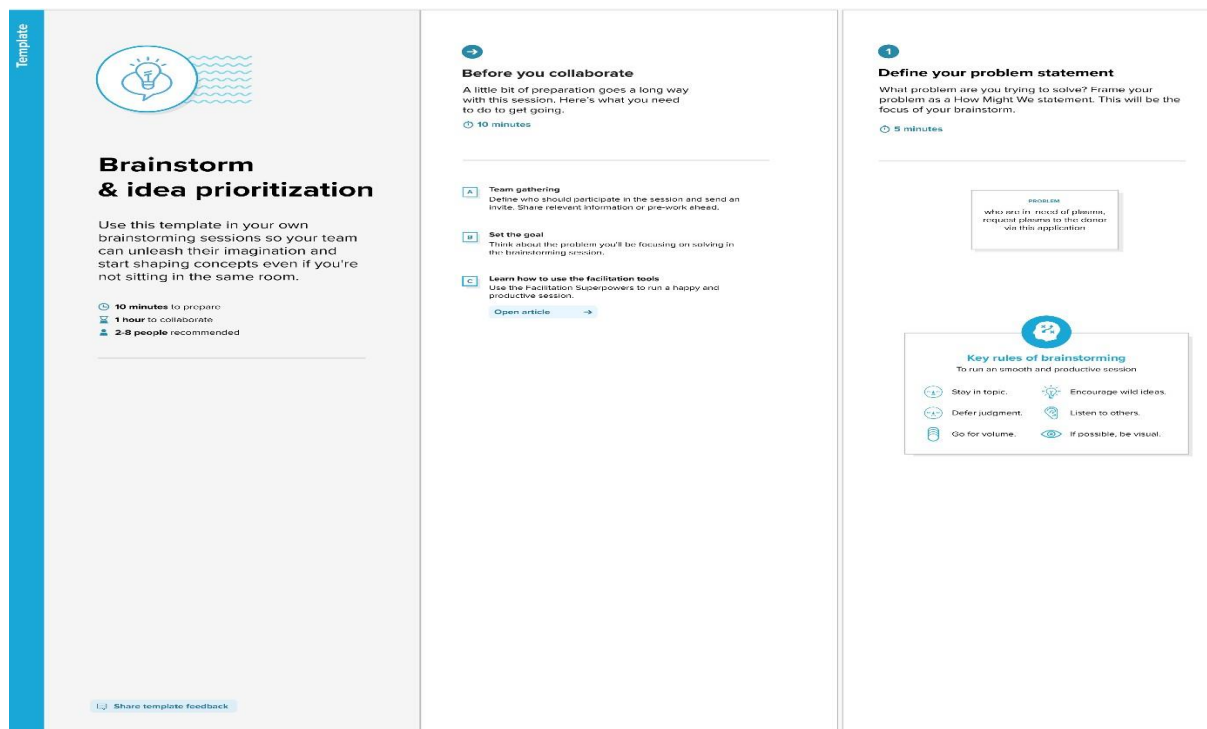 Template
Brainstorm
& idea prioritization
Use this template in your own
brainstorming sessions so your team
can unleash their imagination and
start shaping concepts even if you're
not sitting in the same room.
10 minutes to prepare
1 hour to collaborate
2-8 people recommended
Share template feedback
Before you collaborate
A little bit of preparation goes a long way
with this session. Here's what you need
to do to get going.
10 minutes
A
Team gathering
Define who should participate in the session and send an
invite. Share relevant information or pre-work ahead.
B
Set the goal
Think about the problem you'll be focusing on solving in
the brainstorming session.
C
Learn how to use the facilitation tools
Use the Facilitation Superpowers to run a happy and
productive session.
Open article
1
Define your problem statement
What problem are you trying to solve? Frame your
problem as a How Might We statement. This will be the
focus of your brainstorm.
5 minutes
PROBLEM
who are in need of plasma,
request plasma to the donor
via this application
Key rules of brainstorming
To run an smooth and productive session
Stay in topic.
Encourage wild ideas.
Defer judgment.
Listen to others.
Go for volume.
If possible, be visual.